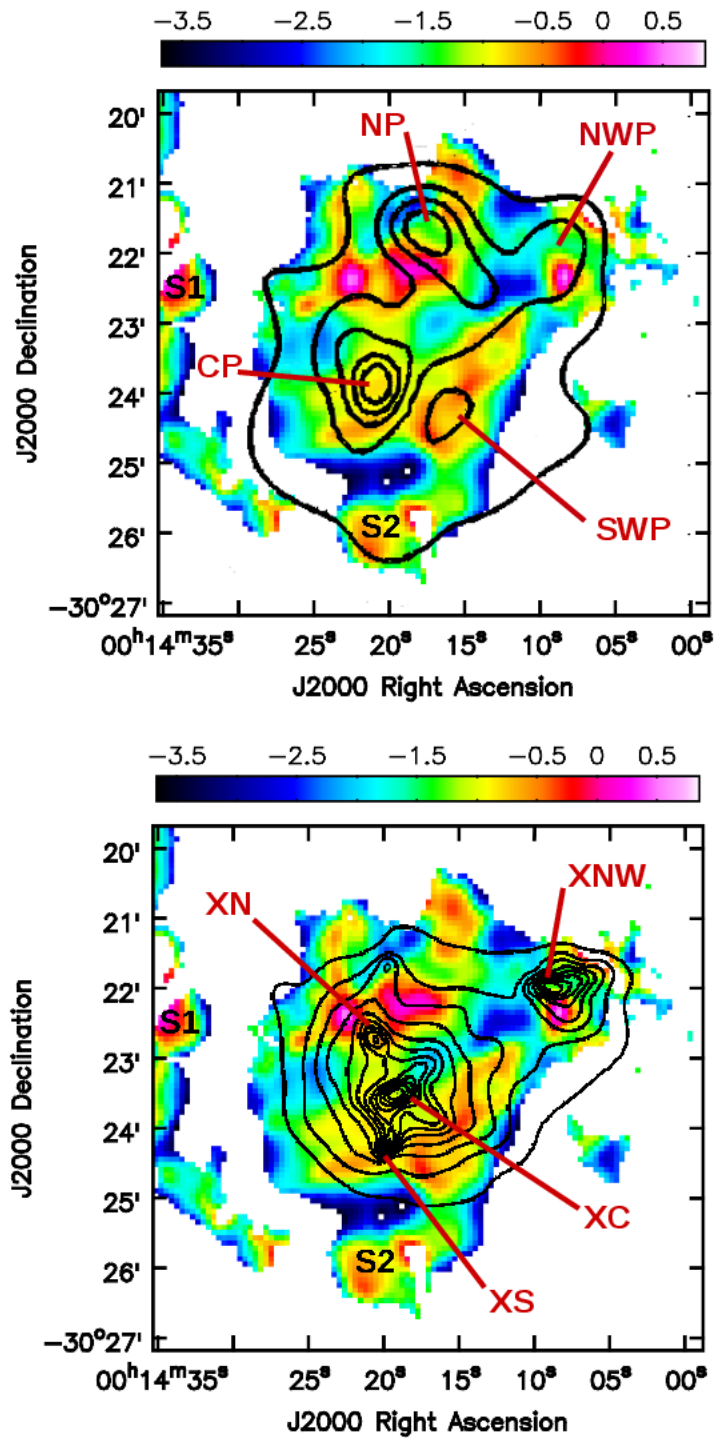 −3.5 −2.5 −1.5 −0.5 0 0.5
NP
NWP
20'
21'
22'
S1
23'
CP
24'
25'
S2
SWP
26'
−30°27'
00ʰ14ᵐ35ˢ 25ˢ 20ˢ 15ˢ 10ˢ 05ˢ 00ˢ
J2000 Declination
J2000 Right Ascension
−3.5 −2.5 −1.5 −0.5 0 0.5
20'
XNW
XN
21'
22'
S1
23'
24'
25'
XC
S2
26'
XS
−30°27'
00ʰ14ᵐ35ˢ 25ˢ 20ˢ 15ˢ 10ˢ 05ˢ 00ˢ
J2000 Declination
J2000 Right Ascension